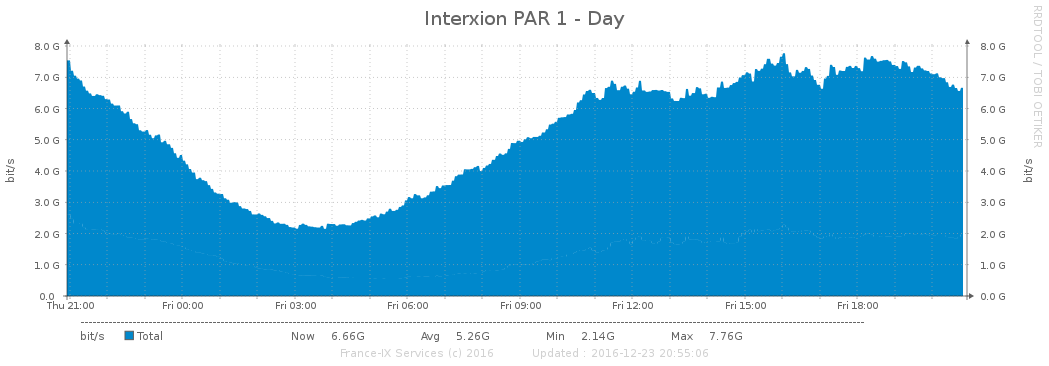 Interxion PAR 1 - Day
RRDTOOL / TOBI OETIKER
bit/s
8.0 G
7.0 G
6.0 G
5.0 G
4.0 G
3.0 G
2.0 G
1.0 G
0.0
8.0 G
7.0 G
6.0 G
5.0 G
4.0 G
3.0 G
2.0 G
1.0 G
0.0 G
bit/s
Thu 21:00 Fri 00:00 Fri 03:00 Fri 06:00 Fri 09:00 Fri 12:00 Fri 15:00 Fri 18:00
bit/s Total Now 6.66G Avg 5.26G Min 2.14G Max 7.76G
France-IX Services (c) 2016 Updated : 2016-12-23 20:55:06